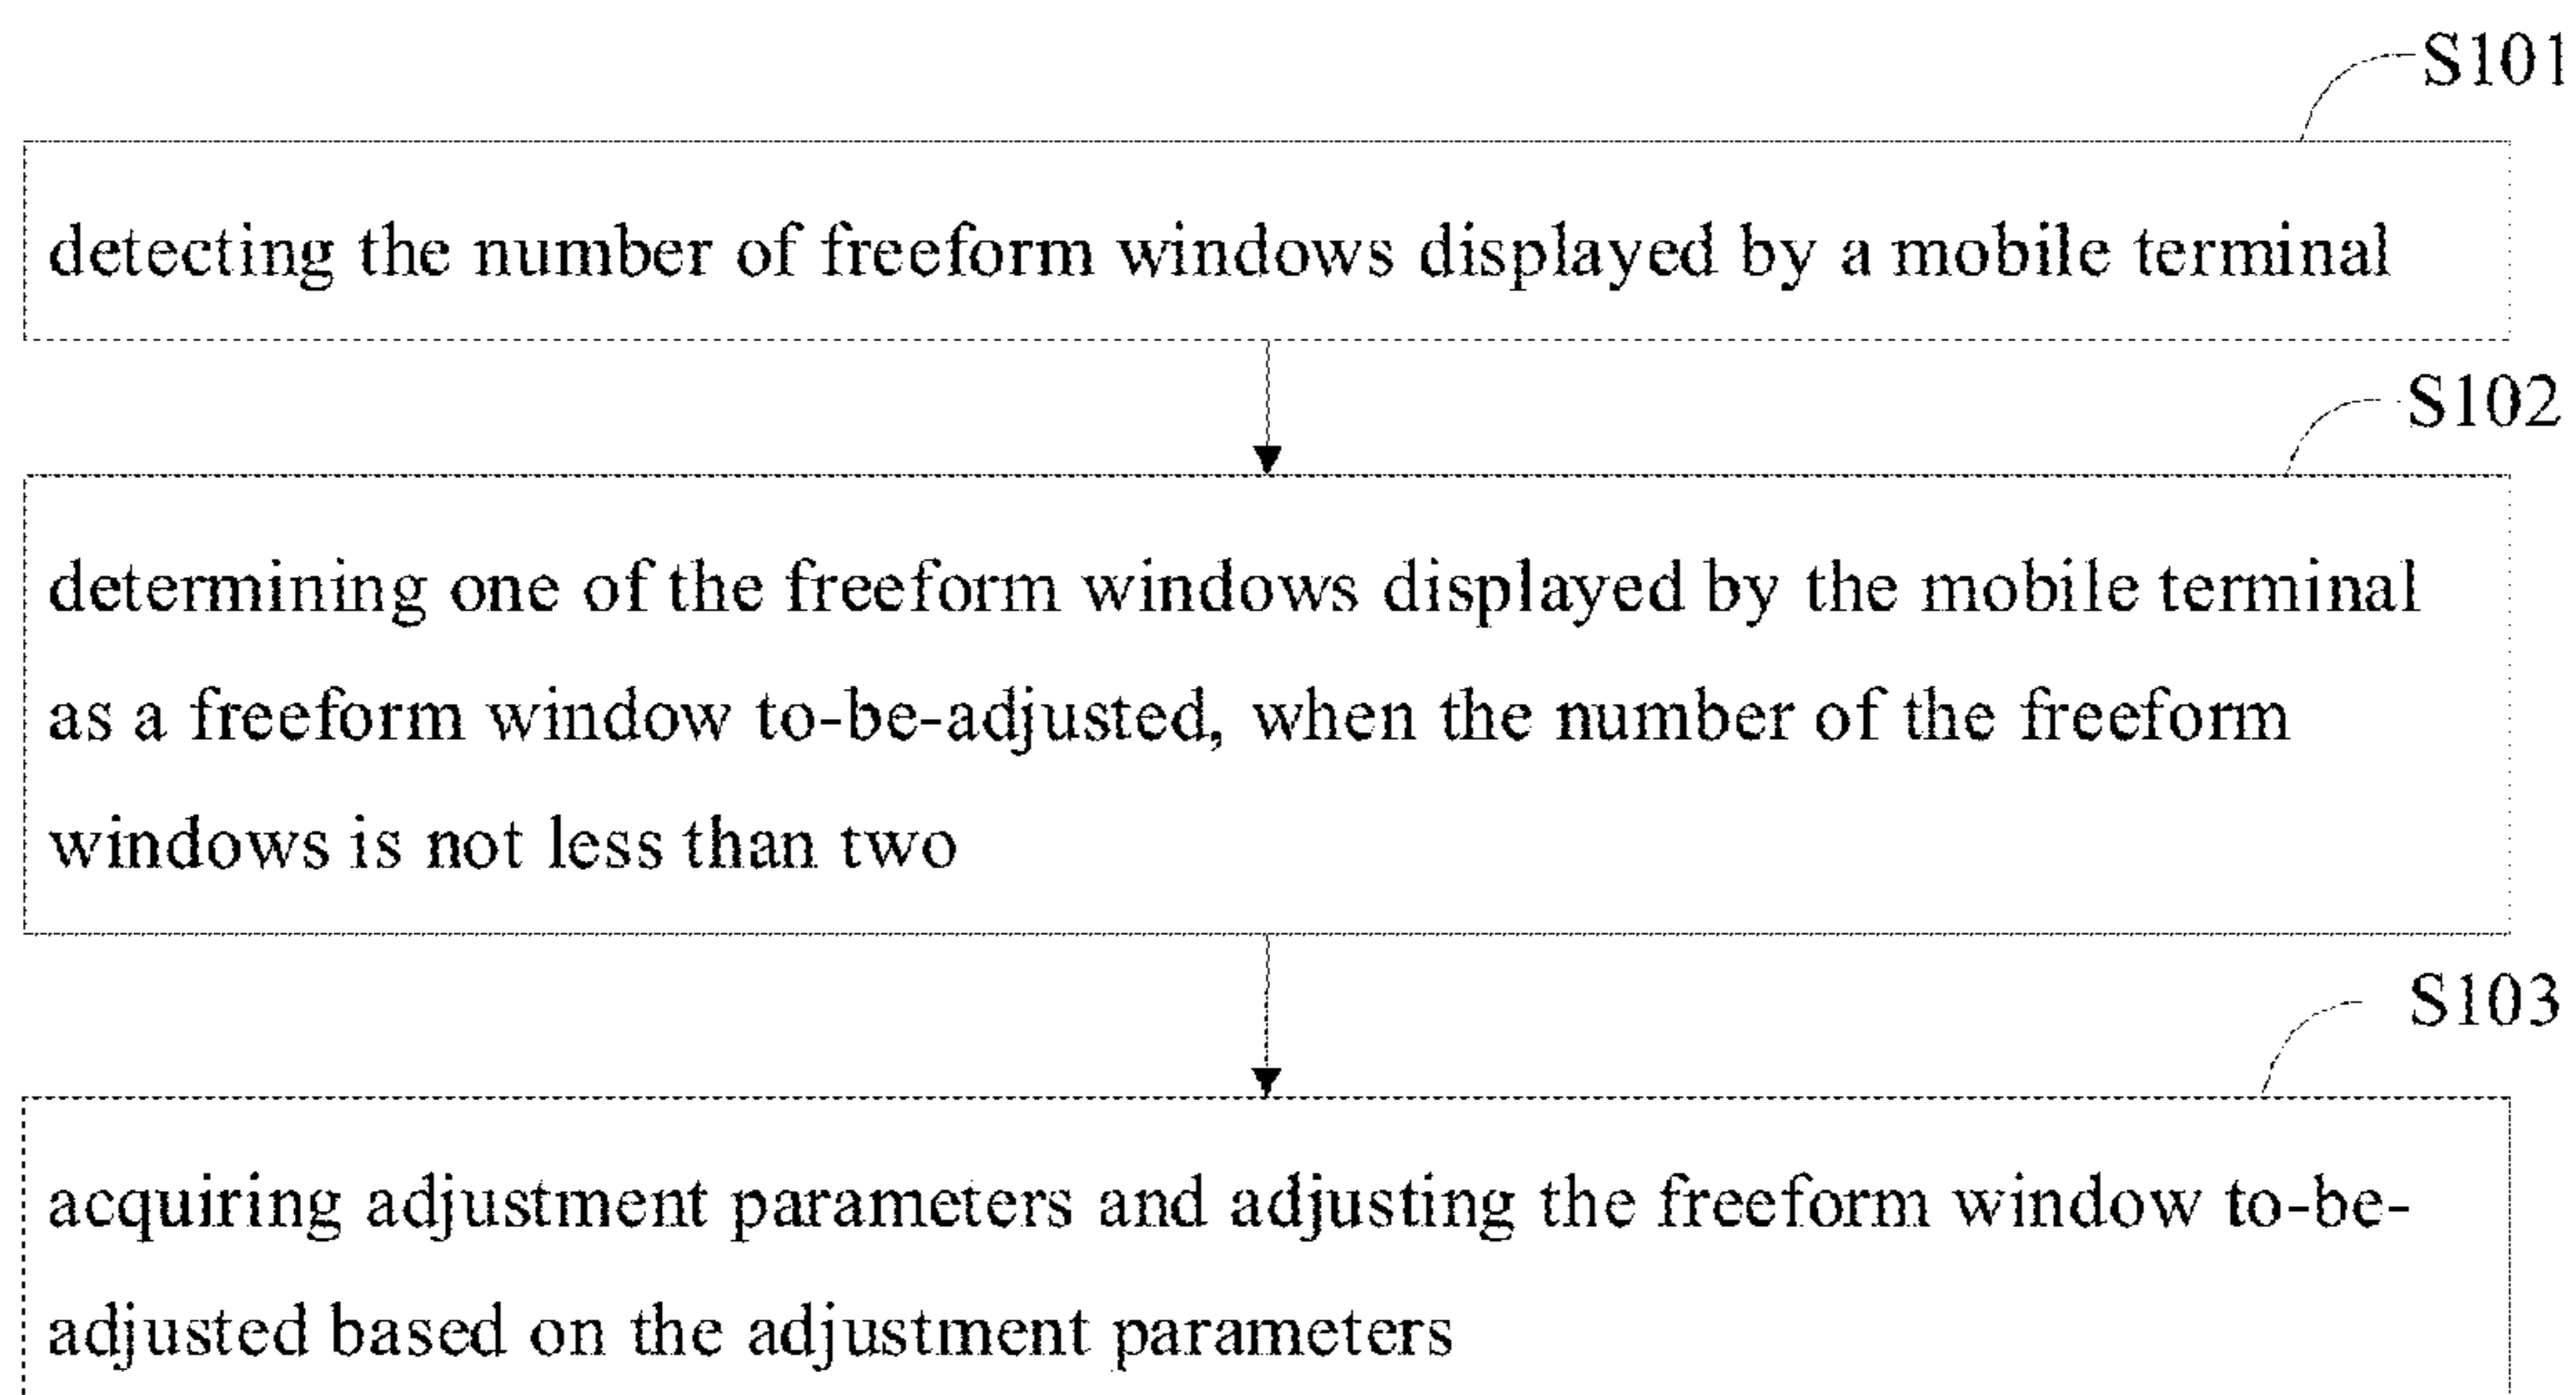 S101
detecting the number of freeform windows displayed by a mobile terminal
S102
determining one of the freeform windows displayed by the mobile terminal
as a freeform window to-be-adjusted, when the number of the freeform
windows is not less than two
S103
acquiring adjustment parameters and adjusting the freeform window to-be-
adjusted based on the adjustment parameters